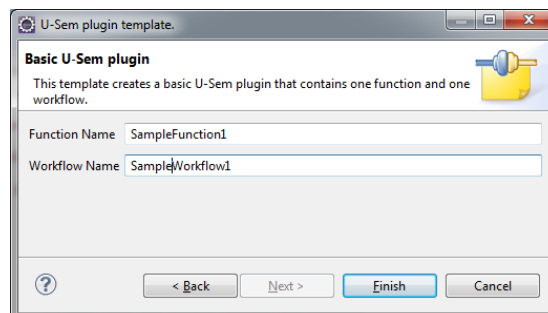 U-Sem plugin template.
Basic U-Sem plugin
This template creates a basic U-Sem plugin that contains one function and one
workflow.
Function Name SampleFunction1
Workflow Name SampleWorkflow1
? < Back Next > Finish Cancel